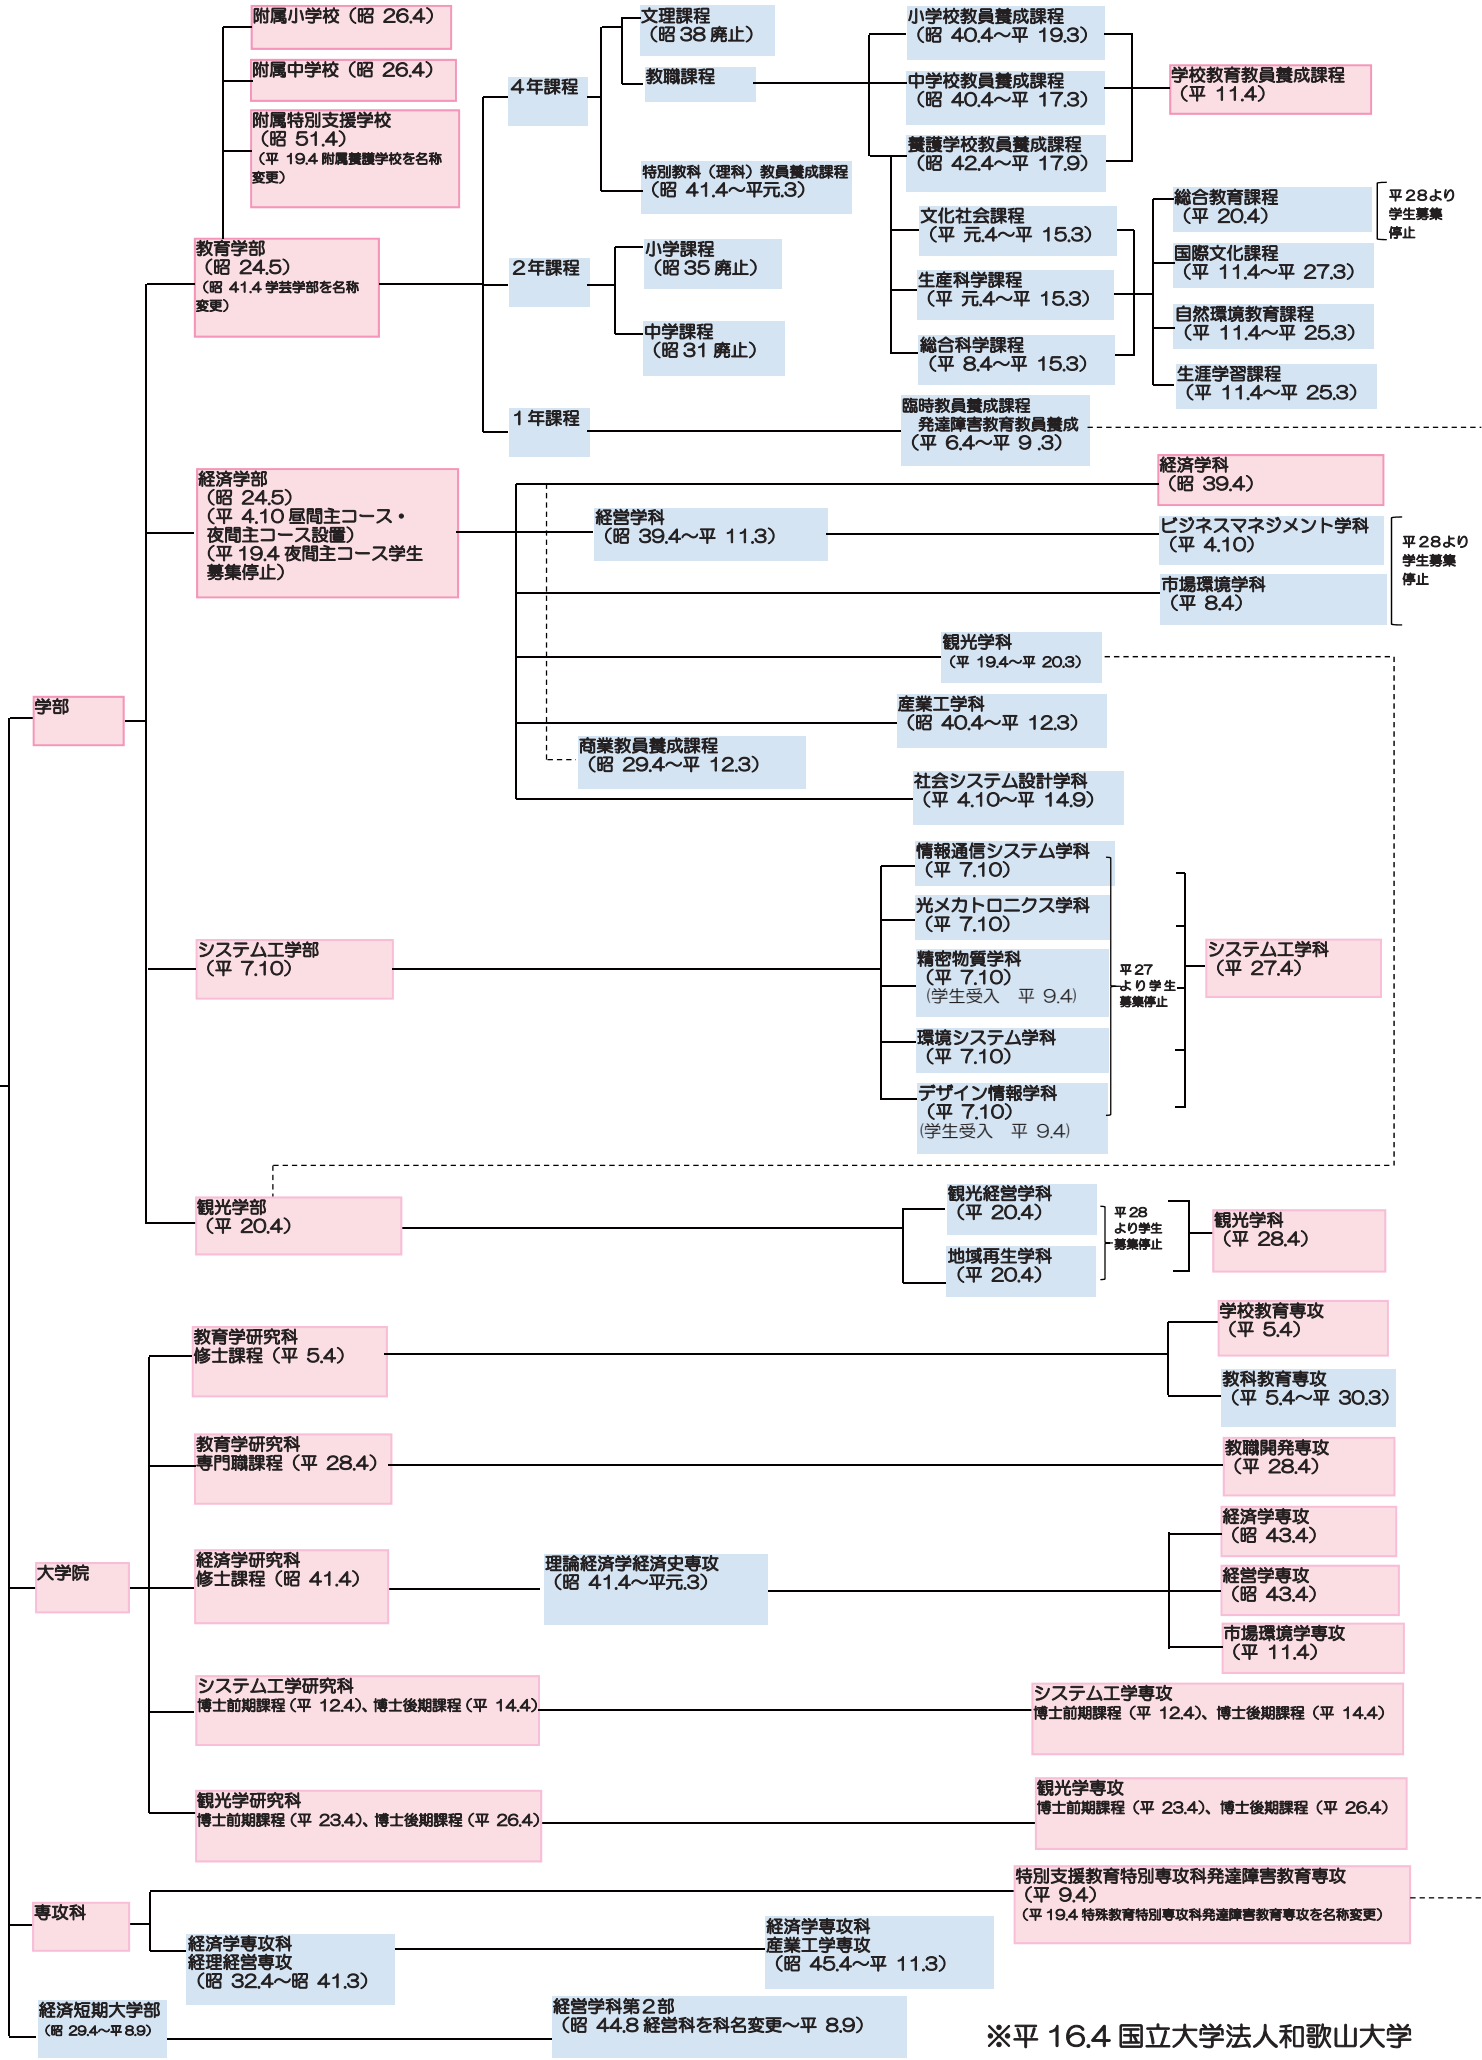 附属小学校（昭 26.4）
附属中学校（昭 26.4）
附属特別支援学校
（昭 51.4）
（平 19.4 附属養護学校を名称
変更）
教育学部
（昭 24.5）
（昭 41.4 学芸学部を名称
変更）
4年課程
文理課程
（昭 38 廃止）
教職課程
特別教科（理科）教員養成課程
（昭 41.4～平元.3）
2年課程
小学課程
（昭 35 廃止）
中学課程
（昭 31 廃止）
1年課程
小学校教員養成課程
（昭 40.4～平 19.3）
中学校教員養成課程
（昭 40.4～平 17.3）
養護学校教員養成課程
（昭 42.4～平 17.9）
学校教育教員養成課程
（平 11.4）
文化社会課程
（平 元.4～平 15.3）
生産科学課程
（平 元.4～平 15.3）
総合科学課程
（平 8.4～平 15.3）
総合教育課程
（平 20.4）
平28より
学生募集
停止
国際文化課程
（平 11.4～平 27.3）
自然環境教育課程
（平 11.4～平 25.3）
生涯学習課程
（平 11.4～平 25.3）
臨時教員養成課程
発達障害教育教員養成
（平 6.4～平 9 .3）
経済学部
（昭 24.5）
（平 4.10 昼間主コース・
夜間主コース設置）
（平 19.4 夜間主コース学生
募集停止）
経済学科
（昭 39.4）
経営学科
（昭 39.4～平 11.3）
ビジネスマネジメント学科
（平 4.10）
市場環境学科
（平 8.4）
平28より
学生募集
停止
観光学科
（平 19.4～平 20.3）
産業工学科
（昭 40.4～平 12.3）
商業教員養成課程
（昭 29.4～平 12.3）
社会システム設計学科
（平 4.10～平 14.9）
学部
システム工学部
（平 7.10）
情報通信システム学科
（平 7.10）
光メカトロニクス学科
（平 7.10）
精密物質学科
（平 7.10）
（学生受入　平 9.4）
環境システム学科
（平 7.10）
デザイン情報学科
（平 7.10）
（学生受入　平 9.4）
平27
より学生
募集停止
システム工学科
（平 27.4）
観光学部
（平 20.4）
観光経営学科
（平 20.4）
地域再生学科
（平 20.4）
平28
より学生
募集停止
観光学科
（平 28.4）
大学院
教育学研究科
修士課程（平 5.4）
学校教育専攻
（平 5.4）
教科教育専攻
（平 5.4～平 30.3）
教育学研究科
専門職課程（平 28.4）
教職開発専攻
（平 28.4）
経済学研究科
修士課程（昭 41.4）
理論経済学経済史専攻
（昭 41.4～平元.3）
経済学専攻
（昭 43.4）
経営学専攻
（昭 43.4）
市場環境学専攻
（平 11.4）
システム工学研究科
博士前期課程（平 12.4）、博士後期課程（平 14.4）
システム工学専攻
博士前期課程（平 12.4）、博士後期課程（平 14.4）
観光学研究科
博士前期課程（平 23.4）、博士後期課程（平 26.4）
観光学専攻
博士前期課程（平 23.4）、博士後期課程（平 26.4）
専攻科
特別支援教育特別専攻科発達障害教育専攻
（平 9.4）
（平 19.4 特殊教育特別専攻科発達障害教育専攻を名称変更）
経済学専攻科
経理経営専攻
（昭 32.4～昭 41.3）
経済学専攻科
産業工学専攻
（昭 45.4～平 11.3）
経済短期大学部
（昭 29.4～平 8.9）
経営学科第2部
（昭 44.8 経営科を科名変更～平 8.9）
※平 16.4 国立大学法人和歌山大学